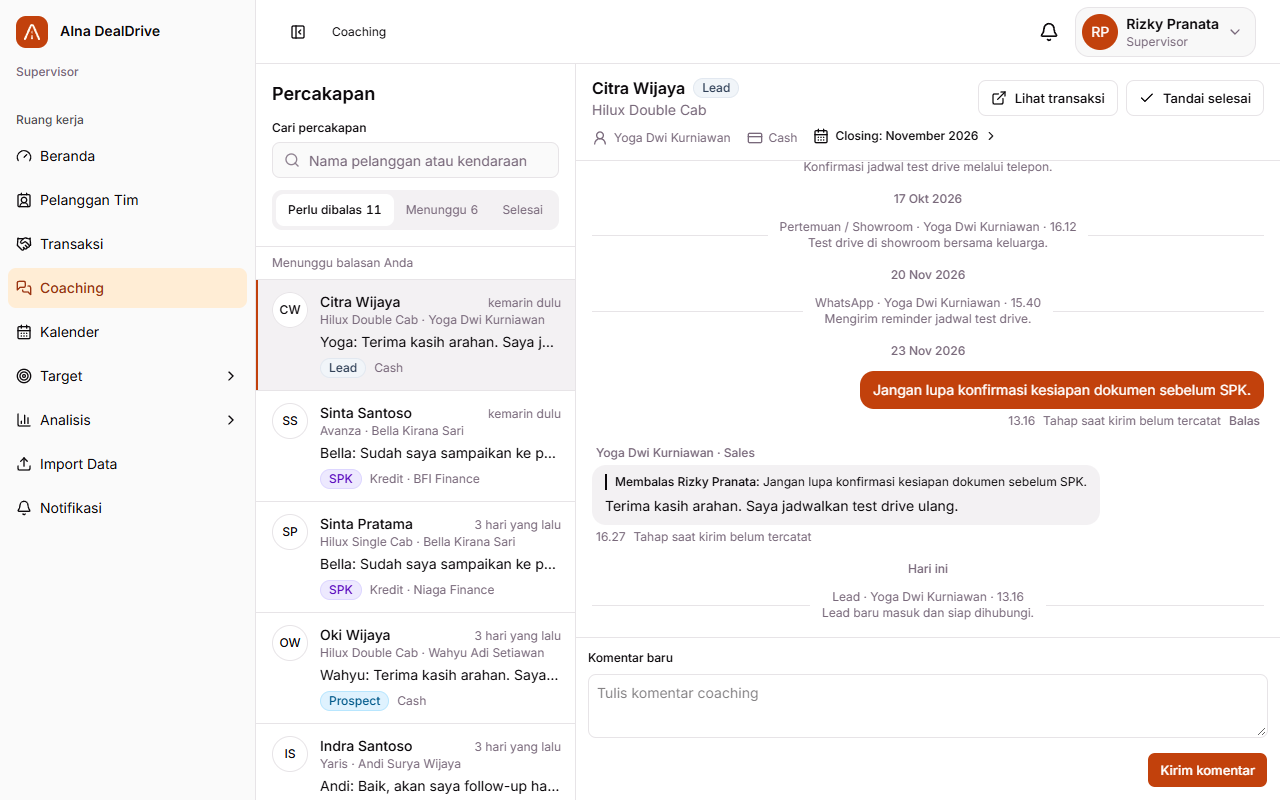 AIna DealDrive
Supervisor
Ruang kerja
Beranda
Pelanggan Tim
Transaksi
Coaching
Kalender
Target
Analisis
Import Data
Notifikasi
Coaching
RP
Rizky Pranata
Supervisor
Percakapan
Cari percakapan
Nama pelanggan atau kendaraan
Perlu dibalas 11
Menunggu 6
Selesai
Menunggu balasan Anda
CW
Citra Wijaya
kemarin dulu
Hilux Double Cab · Yoga Dwi Kurniawan
Yoga: Terima kasih arahan. Saya j...
Lead
Cash
SS
Sinta Santoso
kemarin dulu
Avanza · Bella Kirana Sari
Bella: Sudah saya sampaikan ke p...
SPK
Kredit · BFI Finance
SP
Sinta Pratama
3 hari yang lalu
Hilux Single Cab · Bella Kirana Sari
Bella: Sudah saya sampaikan ke p...
SPK
Kredit · Niaga Finance
OW
Oki Wijaya
3 hari yang lalu
Hilux Double Cab · Wahyu Adi Setiawan
Wahyu: Terima kasih arahan. Saya...
Prospect
Cash
IS
Indra Santoso
3 hari yang lalu
Yaris · Andi Surya Wijaya
Andi: Baik, akan saya follow-up ha...
Citra Wijaya
Lead
Hilux Double Cab
Yoga Dwi Kurniawan
Cash
Closing: November 2026
Lihat transaksi
Tandai selesai
Konfirmasi jadwal test drive melalui telepon.
17 Okt 2026
Pertemuan / Showroom · Yoga Dwi Kurniawan · 16.12
Test drive di showroom bersama keluarga.
20 Nov 2026
WhatsApp · Yoga Dwi Kurniawan · 15.40
Mengirim reminder jadwal test drive.
23 Nov 2026
Jangan lupa konfirmasi kesiapan dokumen sebelum SPK.
13.16 Tahap saat kirim belum tercatat Balas
Yoga Dwi Kurniawan · Sales
Membalas Rizky Pranata: Jangan lupa konfirmasi kesiapan dokumen sebelum SPK.
Terima kasih arahan. Saya jadwalkan test drive ulang.
16.27 Tahap saat kirim belum tercatat
Hari ini
Lead · Yoga Dwi Kurniawan · 13.16
Lead baru masuk dan siap dihubungi.
Komentar baru
Tulis komentar coaching
Kirim komentar